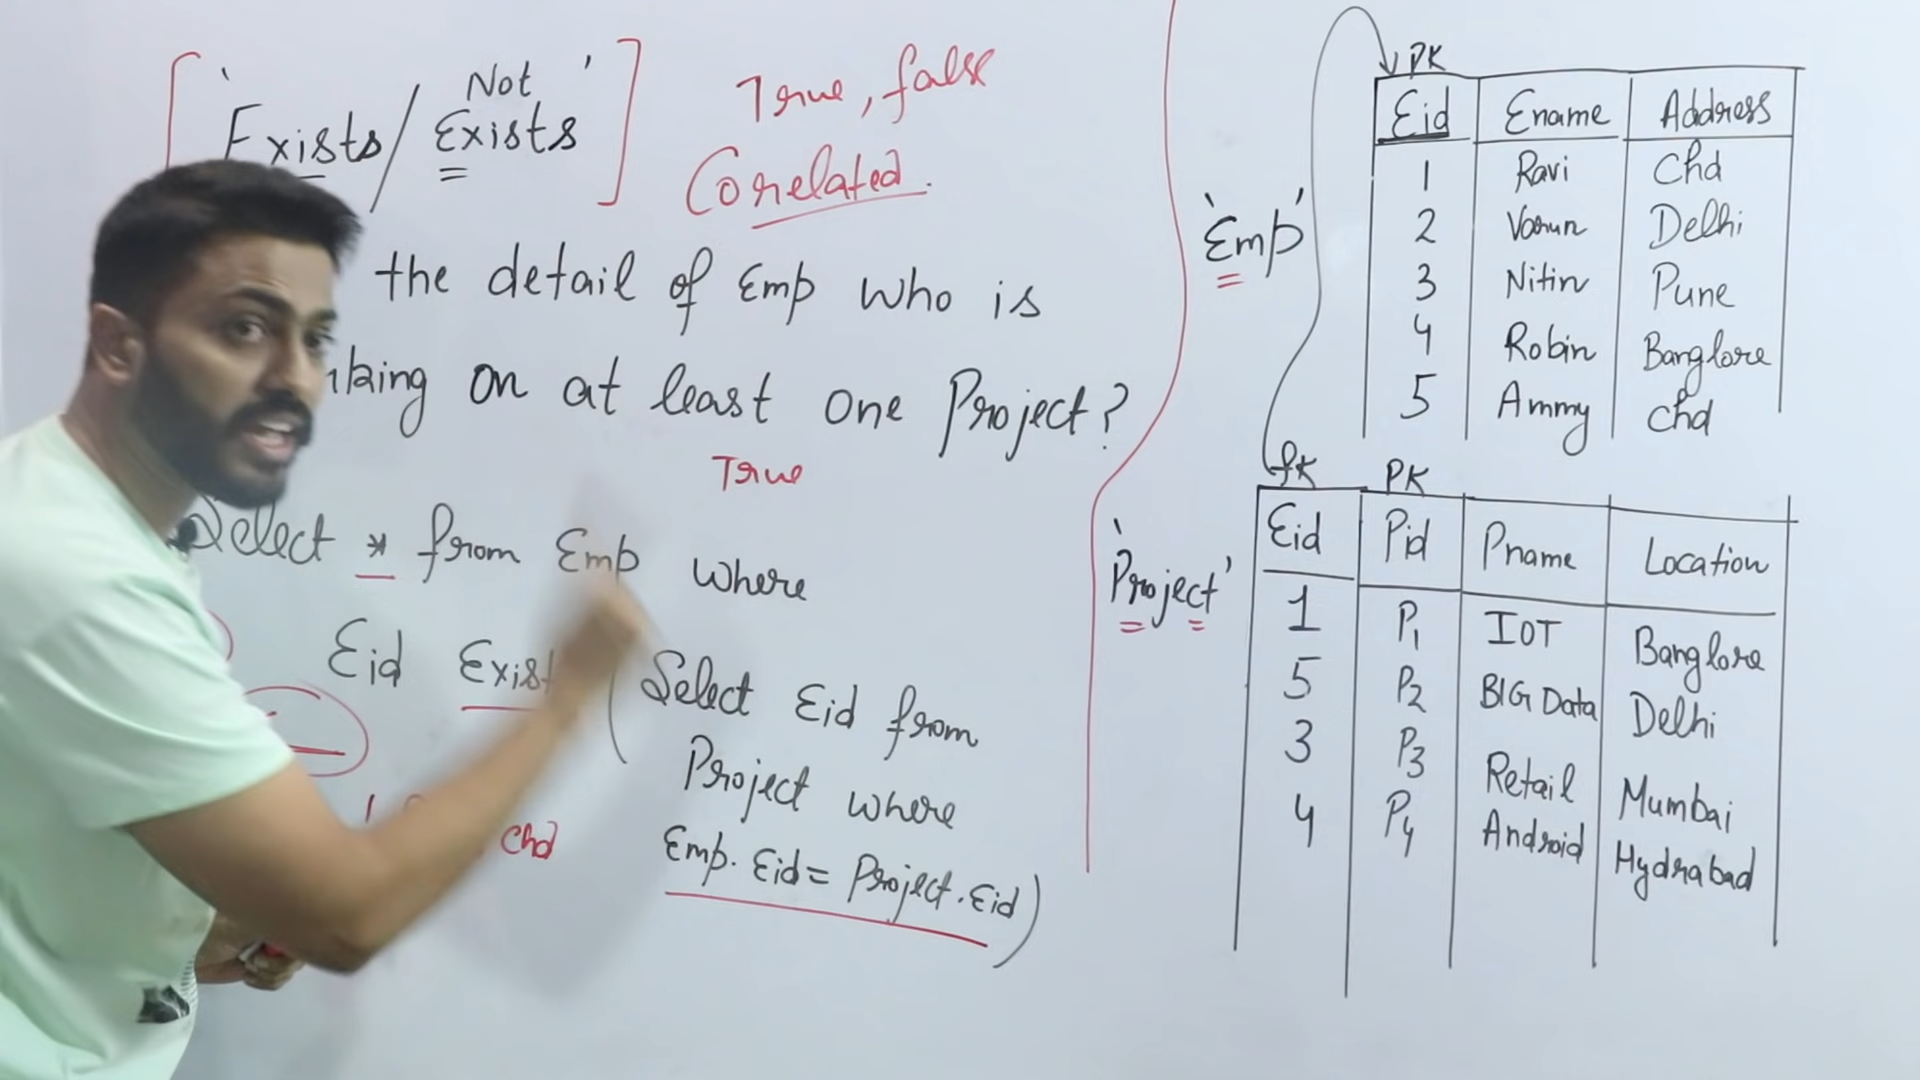 'Exists/ Not Exists'
True, false
Corelated.
the detail of Emp who is
king on at least one Project?
True
Select * from Emp where
Eid Exist (Select Eid from
Project where
Emp.Eid = Project.Eid)
1
Chd
'Emp'
PK
Eid Ename Address
1 Ravi Chd
2 Varun Delhi
3 Nitin Pune
4 Robin Banglore
5 Ammy Chd
'Project'
fK PK
Eid Pid Pname Location
1 P1 IOT Banglore
5 P2 BIG Data Delhi
3 P3 Retail Mumbai
4 P4 Android Hydrabad